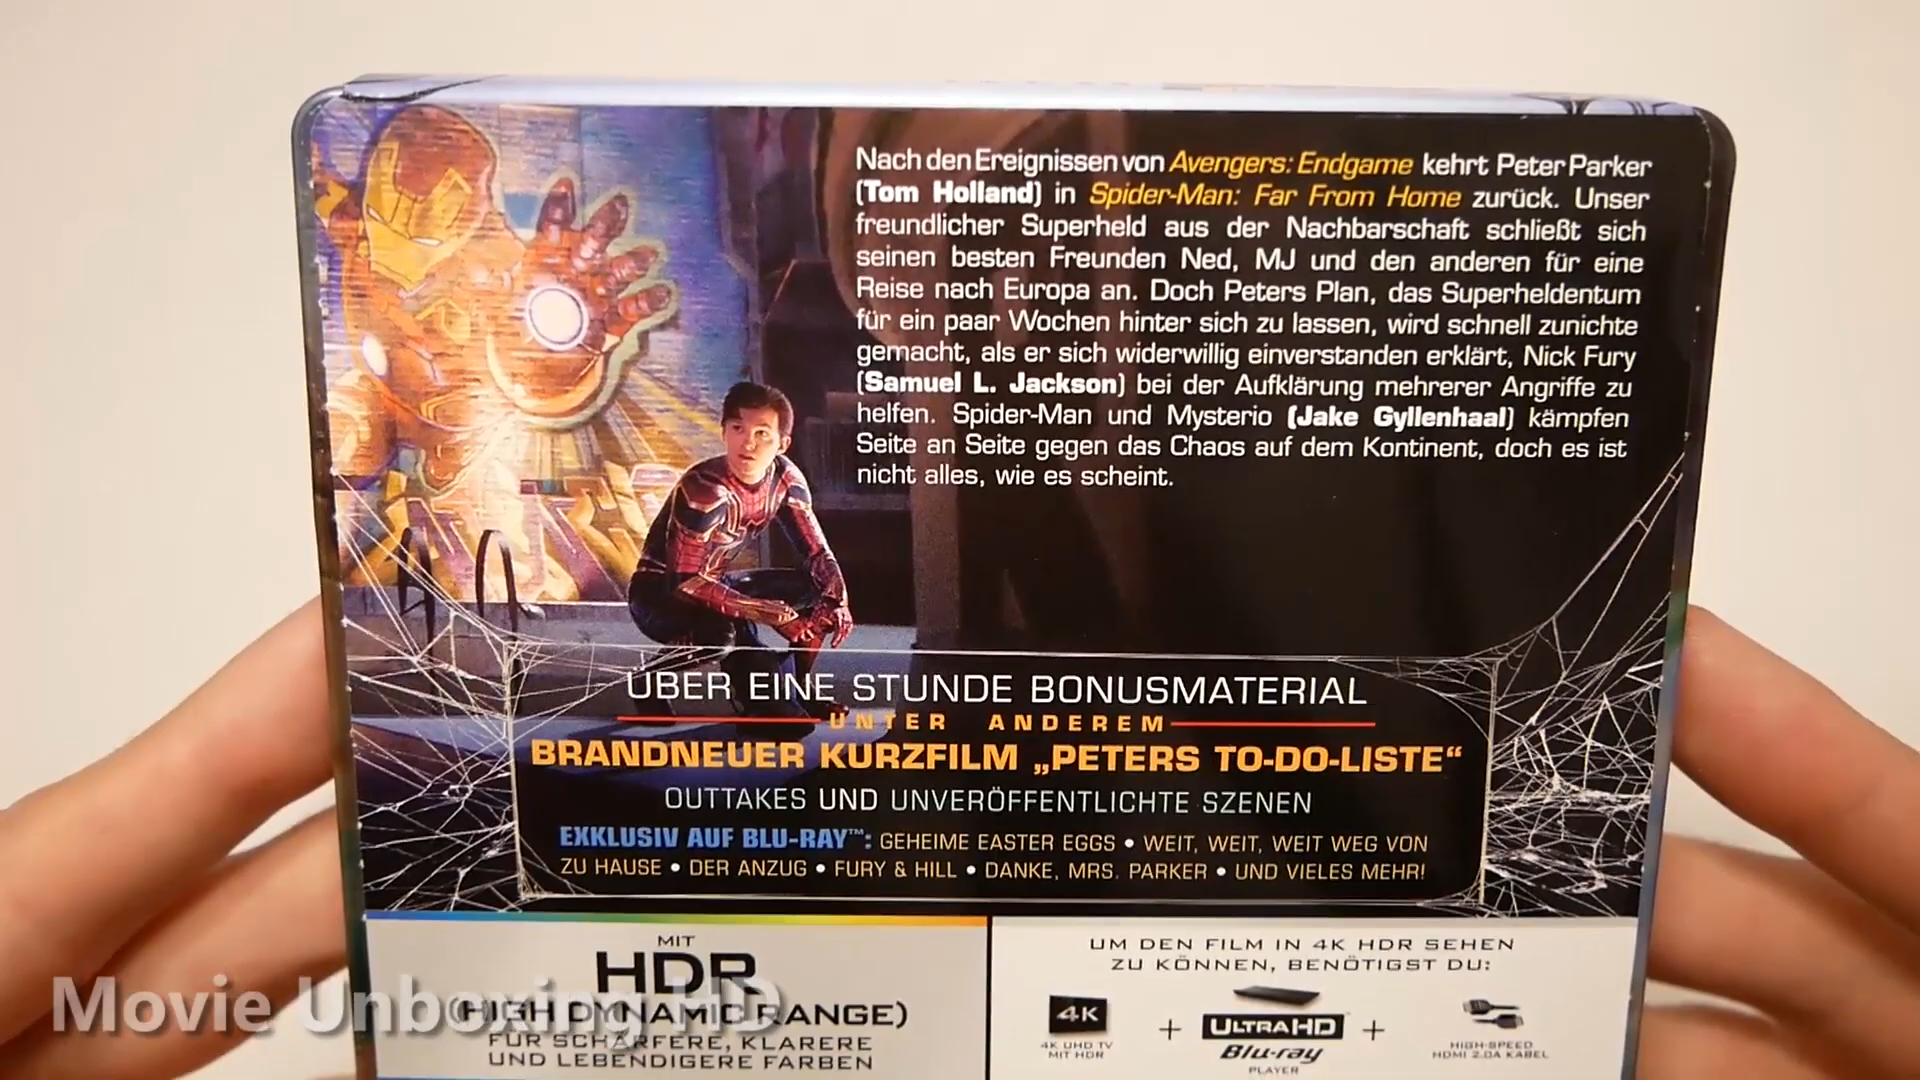 Nach den Ereignissen von Avengers: Endgame kehrt Peter Parker
(Tom Holland) in Spider-Man: Far From Home zurück. Unser
freundlicher Superheld aus der Nachbarschaft schließt sich
seinen besten Freunden Ned, MJ und den anderen für eine
Reise nach Europa an. Doch Peters Plan, das Superheldentum
für ein paar Wochen hinter sich zu lassen, wird schnell zunichte
gemacht, als er sich widerwillig einverstanden erklärt, Nick Fury
(Samuel L. Jackson) bei der Aufklärung mehrerer Angriffe zu
helfen. Spider-Man und Mysterio (Jake Gyllenhaal) kämpfen
Seite an Seite gegen das Chaos auf dem Kontinent, doch es ist
nicht alles, wie es scheint.
ÜBER EINE STUNDE BONUSMATERIAL
UNTER ANDEREM
BRANDNEUER KURZFILM „PETERS TO-DO-LISTE“
OUTTAKES UND UNVERÖFFENTLICHTE SZENEN
EXKLUSIV AUF BLU-RAY™: GEHEIME EASTER EGGS • WEIT, WEIT, WEIT WEG VON
ZU HAUSE • DER ANZUG • FURY & HILL • DANKE, MRS. PARKER • UND VIELES MEHR!
MIT
HDR
(HIGH DYNAMIC RANGE)
FÜR SCHÄRFERE, KLARERE
UND LEBENDIGERE FARBEN
UM DEN FILM IN 4K HDR SEHEN
ZU KÖNNEN, BENÖTIGST DU:
4K + ULTRA HD + 
Blu-ray
4K UHD TV
MIT HDR
PLAYER
HIGH-SPEED
HDMI 2.0A KABEL
Movie Unboxing HD